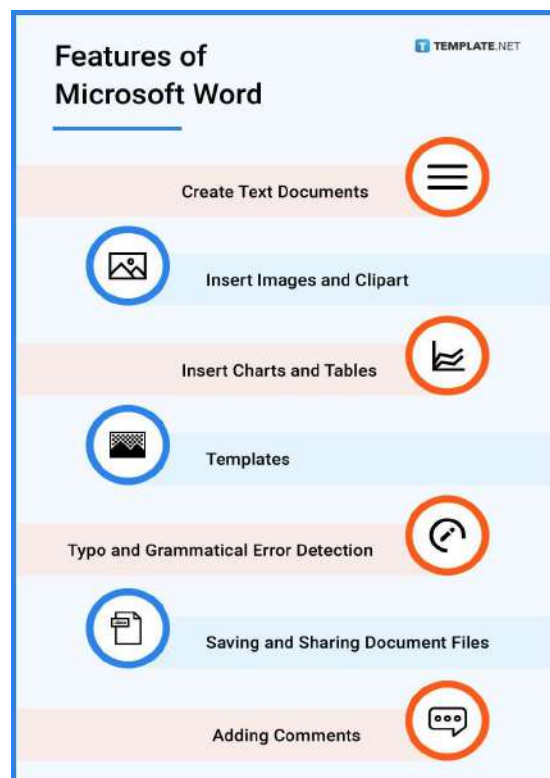 Features of
Microsoft Word
TEMPLATE.NET
Create Text Documents
Insert Images and Clipart
Insert Charts and Tables
Templates
Typo and Grammatical Error Detection
Saving and Sharing Document Files
Adding Comments